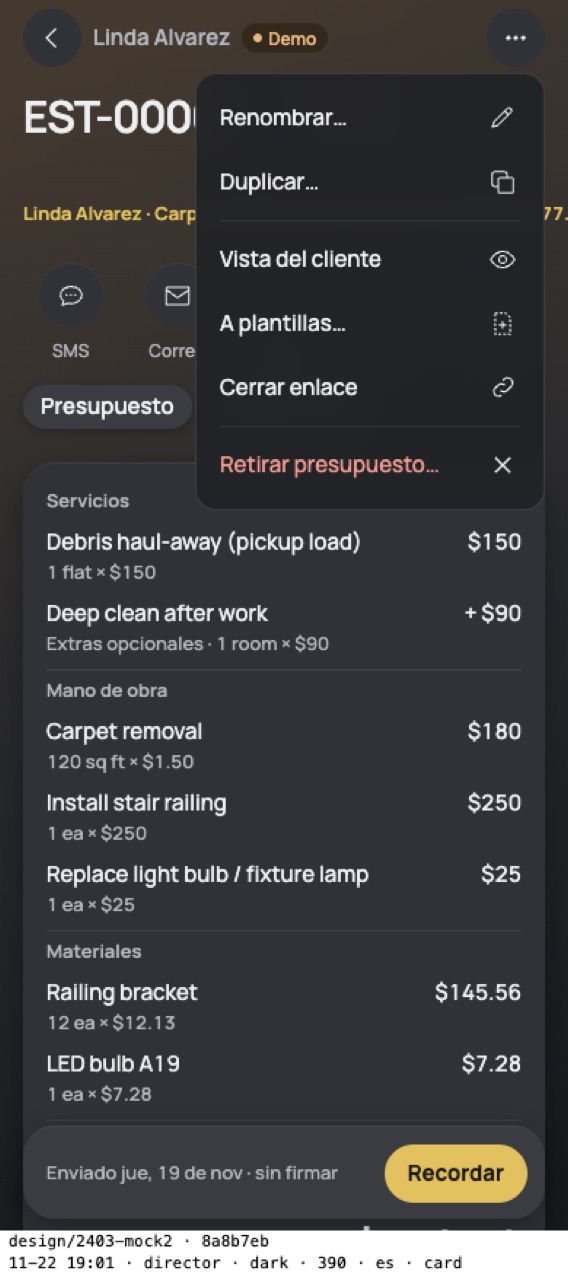 Linda Alvarez
Demo
EST-000
Linda Alvarez · Carp
77.
Renombrar…
Duplicar…
Vista del cliente
A plantillas…
Cerrar enlace
Retirar presupuesto…
SMS
Corre
Presupuesto
Servicios
Debris haul-away (pickup load) $150
1 flat × $150
Deep clean after work + $90
Extras opcionales · 1 room × $90
Mano de obra
Carpet removal $180
120 sq ft × $1.50
Install stair railing $250
1 ea × $250
Replace light bulb / fixture lamp $25
1 ea × $25
Materiales
Railing bracket $145.56
12 ea × $12.13
LED bulb A19 $7.28
1 ea × $7.28
Enviado jue, 19 de nov · sin firmar
Recordar
design/2403-mock2 · 8a8b7eb
11-22 19:01 · director · dark · 390 · es · card